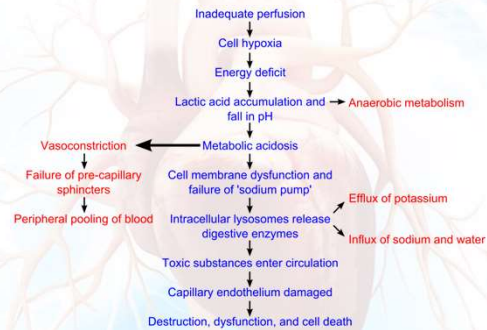 Inadequate perfusion
Cell hypoxia
Energy deficit
Lactic acid accumulation and
fall in pH
Anaerobic metabolism
Vasoconstriction
Metabolic acidosis
Failure of pre-capillary
sphincters
Cell membrane dysfunction and
failure of 'sodium pump'
Efflux of potassium
Peripheral pooling of blood
Intracellular lysosomes release
digestive enzymes
Influx of sodium and water
Toxic substances enter circulation
Capillary endothelium damaged
Destruction, dysfunction, and cell death